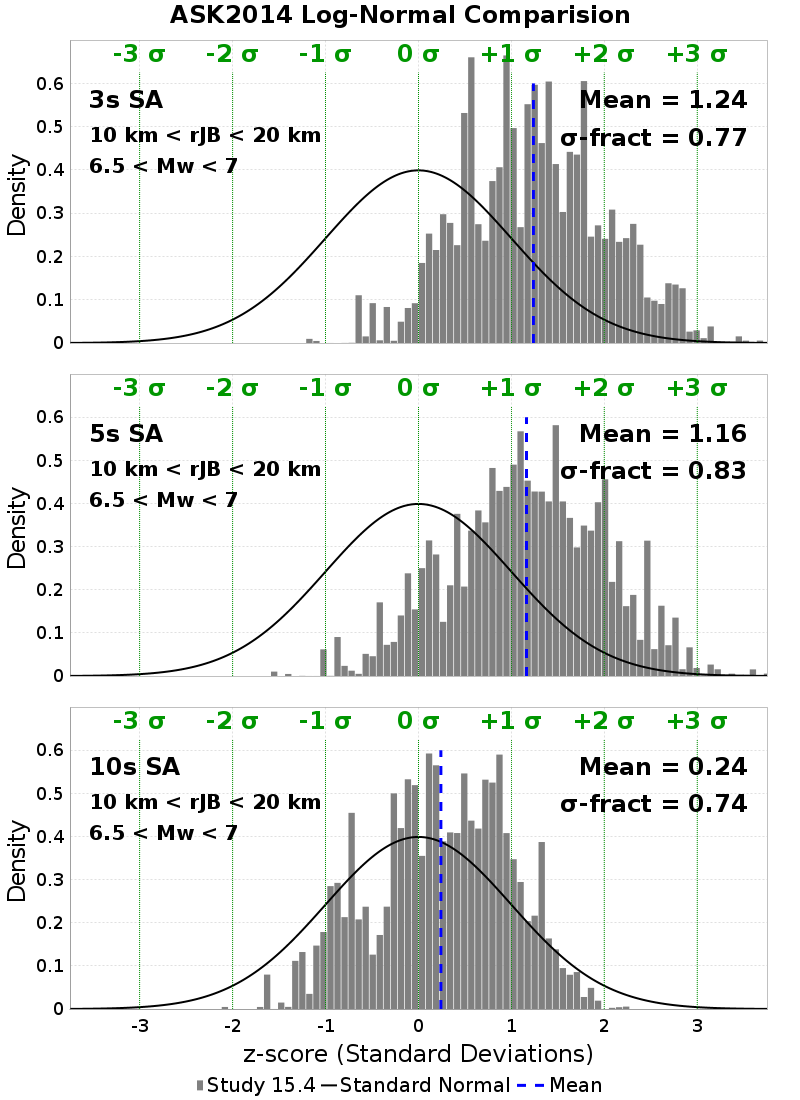 ASK2014 Log-Normal Comparision
-3 σ -2 σ -1 σ 0 σ +1 σ +2 σ +3 σ
3s SA
Mean = 1.24
10 km < rJB < 20 km
σ-fract = 0.77
6.5 < Mw < 7
Density
0.6
0.5
0.4
0.3
0.2
0.1
0
-3 σ -2 σ -1 σ 0 σ +1 σ +2 σ +3 σ
5s SA
Mean = 1.16
10 km < rJB < 20 km
σ-fract = 0.83
6.5 < Mw < 7
Density
0.6
0.5
0.4
0.3
0.2
0.1
0
-3 σ -2 σ -1 σ 0 σ +1 σ +2 σ +3 σ
10s SA
Mean = 0.24
10 km < rJB < 20 km
σ-fract = 0.74
6.5 < Mw < 7
Density
0.6
0.5
0.4
0.3
0.2
0.1
0
-3 -2 -1 0 1 2 3
z-score (Standard Deviations)
Study 15.4 Standard Normal Mean